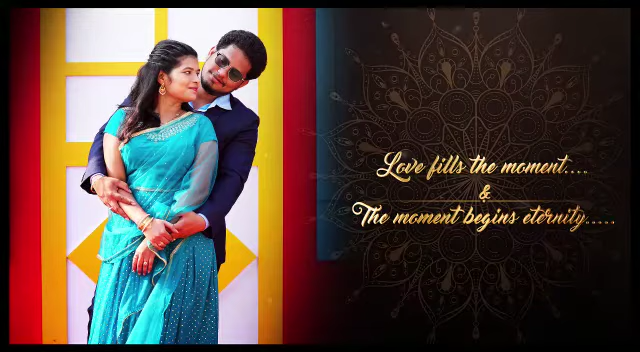 Love fills the moment....
&
The moment begins eternity.....